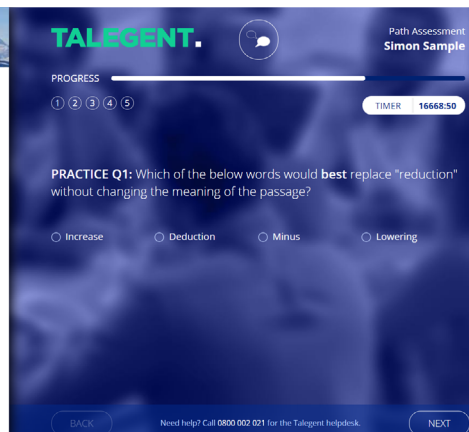 TALEGENT.
Path Assessment
Simon Sample
PROGRESS
1 2 3 4 5
TIMER 16668:50
PRACTICE Q1: Which of the below words would best replace "reduction"
without changing the meaning of the passage?
Increase Deduction Minus Lowering
BACK Need help? Call 0800 002 021 for the Talegent helpdesk. NEXT